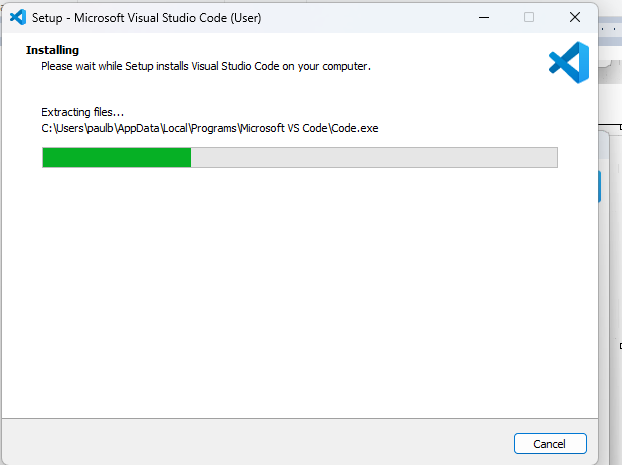 Setup - Microsoft Visual Studio Code (User)
Installing
Please wait while Setup installs Visual Studio Code on your computer.
Extracting files...
C:\Users\paulb\AppData\Local\Programs\Microsoft VS Code\Code.exe
Cancel